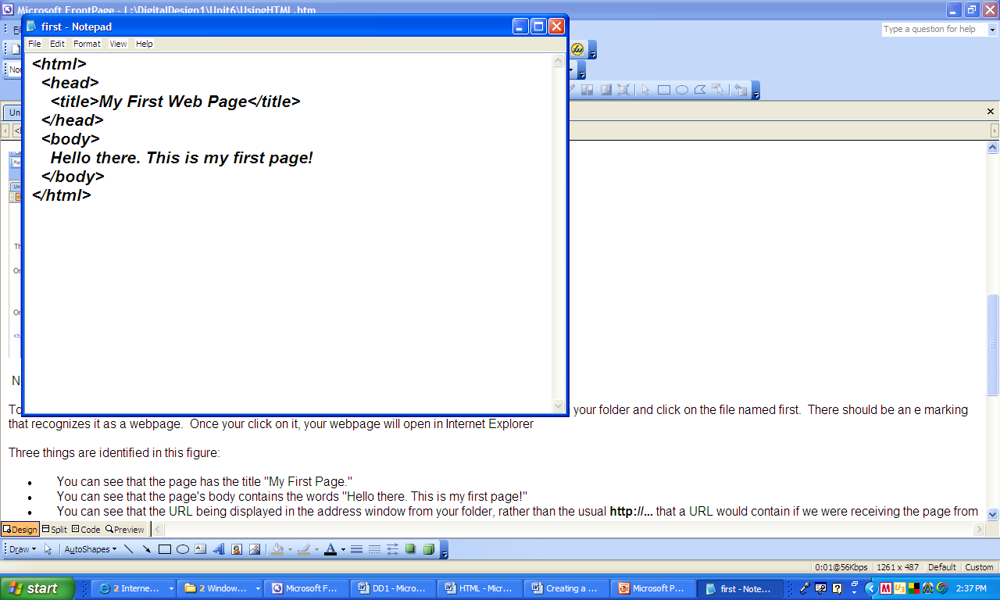 Microsoft FrontPage - L:\DigitalDesign1\Unit6\UsingHTML.htm
first - Notepad
Type a question for help
File Edit Format View Help
<html>
<head>
<title>My First Web Page</title>
</head>
<body>
Hello there. This is my first page!
</body>
</html>
your folder and click on the file named first. There should be an e marking
that recognizes it as a webpage. Once your click on it, your webpage will open in Internet Explorer
Three things are identified in this figure:
• You can see that the page has the title "My First Page."
• You can see that the page's body contains the words "Hello there. This is my first page!"
• You can see that the URL being displayed in the address window from your folder, rather than the usual http://... that a URL would contain if we were receiving the page from
Design Split Code Preview
Draw AutoShapes
0:01@56Kbps 1261 x 487 Default Custom
start 2 Interne... 2 Window... Microsoft F... DD1 - Micro... HTML - Micr... Creating a ... Microsoft P... first - Note... 2:37 PM